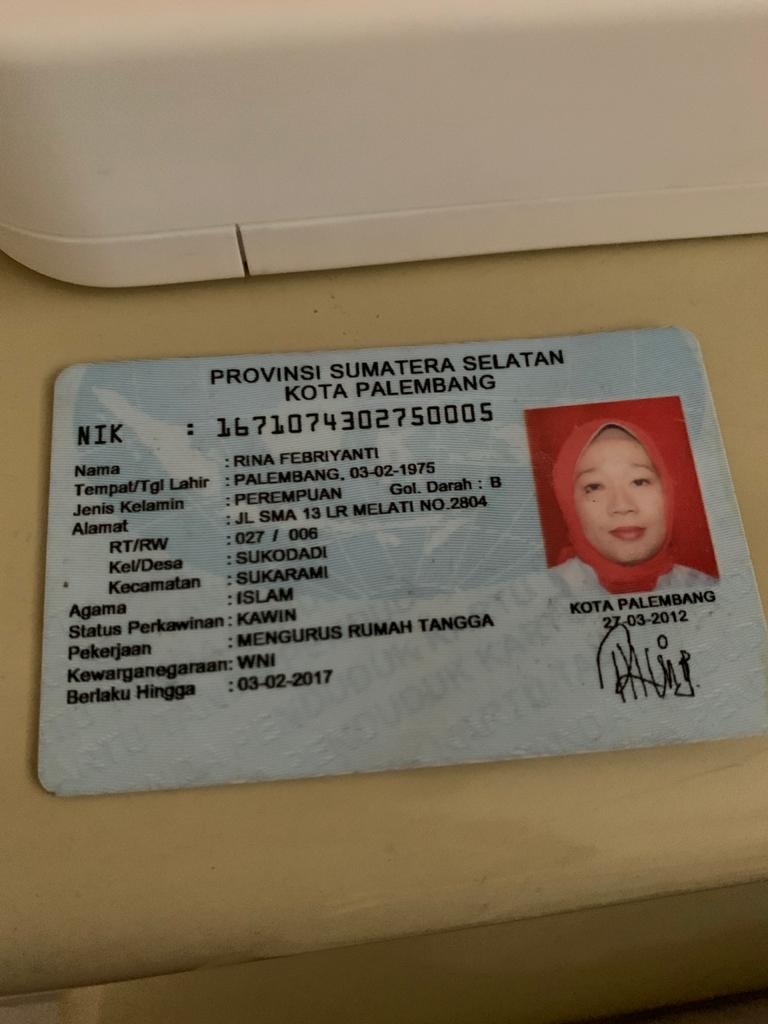 PROVINSI SUMATERA SELATAN
KOTA PALEMBANG
NIK : 1671074302750005
Nama : RINA FEBRIYANTI
Tempat/Tgl Lahir : PALEMBANG, 03-02-1975
Jenis Kelamin : PEREMPUAN Gol. Darah : B
Alamat : JL SMA 13 LR MELATI NO.2804
RT/RW : 027 / 006
Kel/Desa : SUKODADI
Kecamatan : SUKARAMI
Agama : ISLAM
Status Perkawinan : KAWIN
Pekerjaan : MENGURUS RUMAH TANGGA
Kewarganegaraan : WNI
Berlaku Hingga : 03-02-2017
KOTA PALEMBANG
27-03-2012